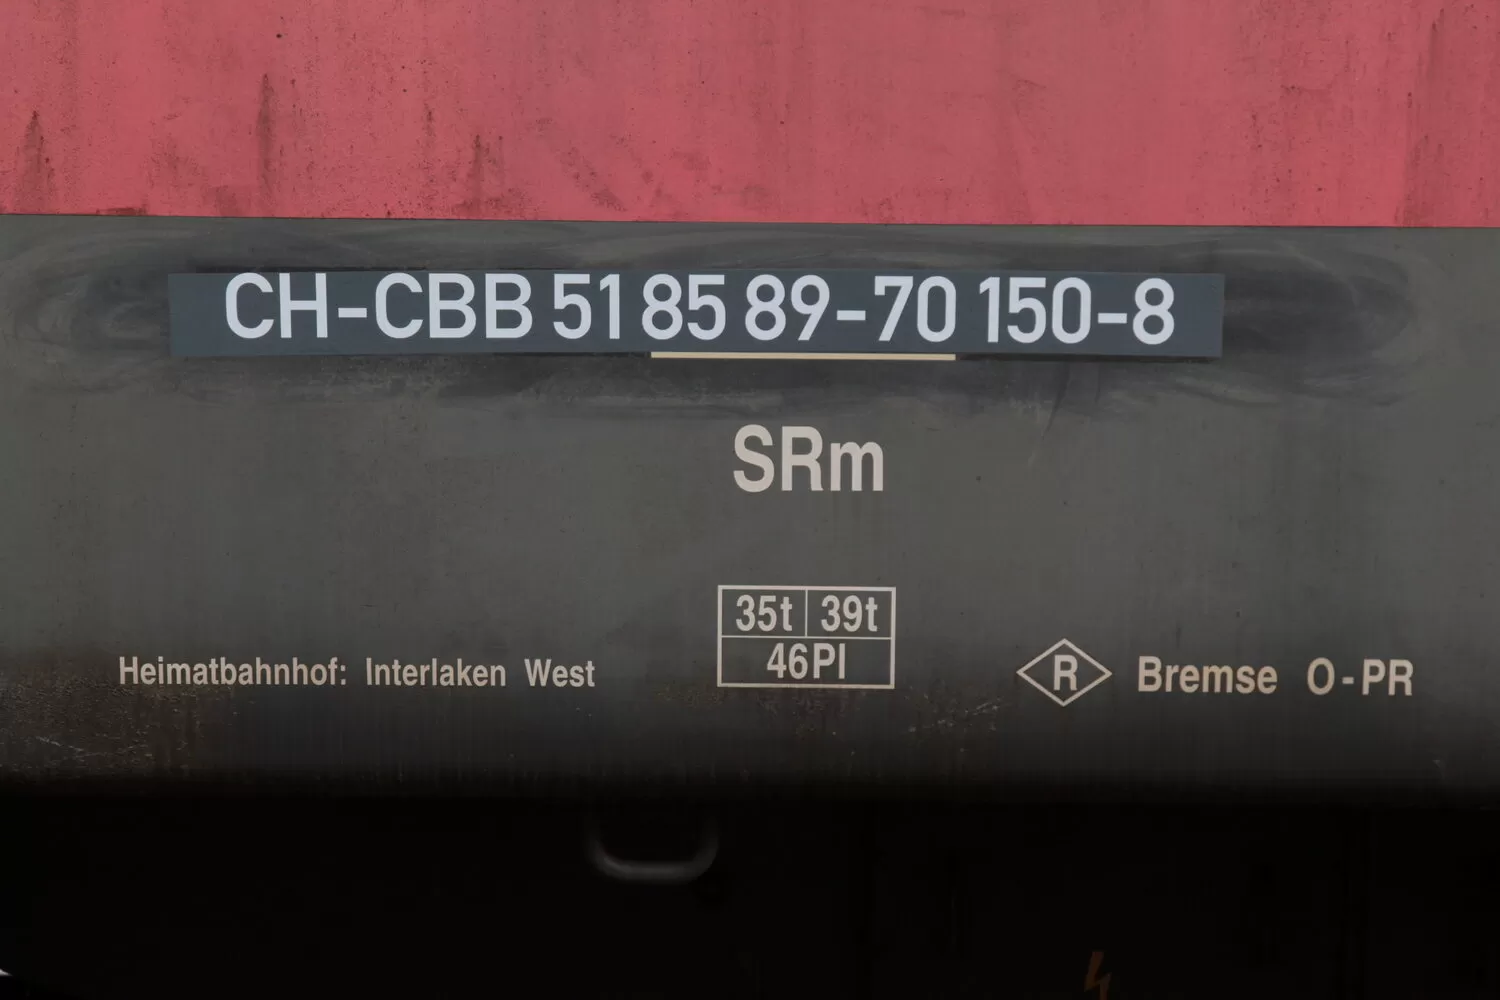 CH-CBB 51 85 89-70 150-8
SRm
35t 39t
46Pl
Heimatbahnhof: Interlaken West
R Bremse O-PR